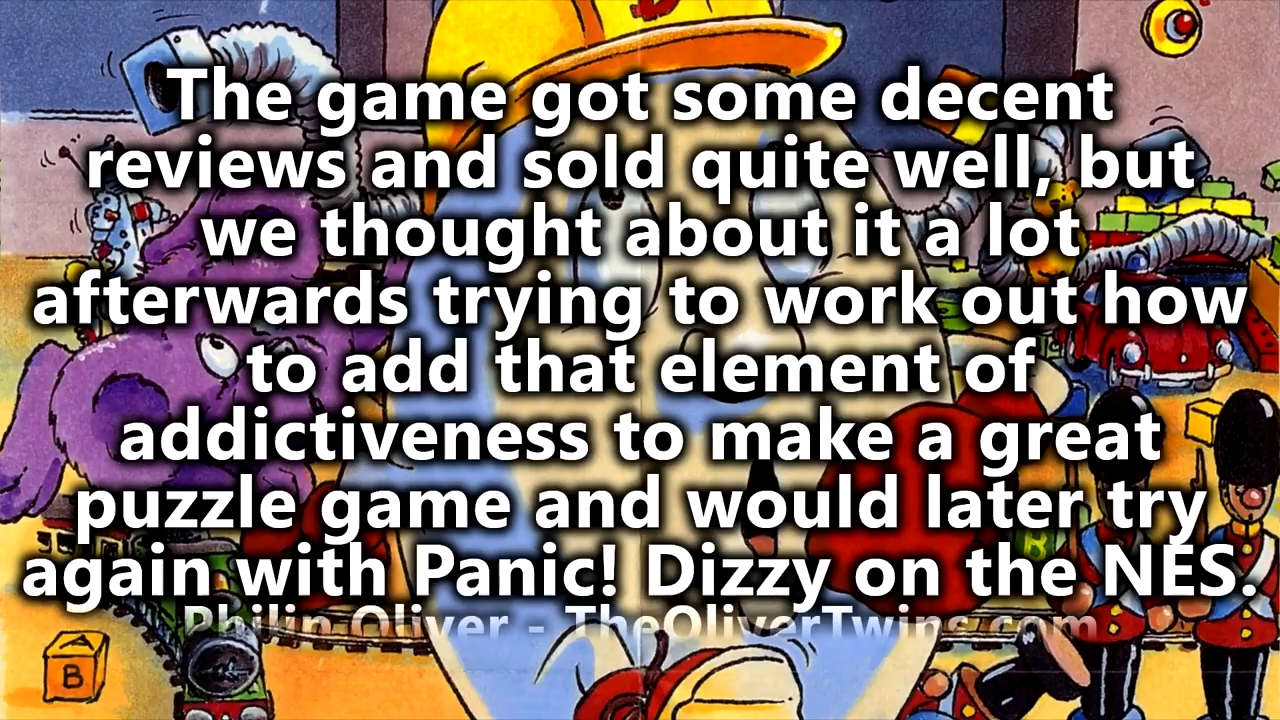 The game got some decent
reviews and sold quite well, but
we thought about it a lot
afterwards trying to work out how
to add that element of
addictiveness to make a great
puzzle game and would later try
again with Panic! Dizzy on the NES.
Philip Oliver - TheOliverTwins.com
D
B
B